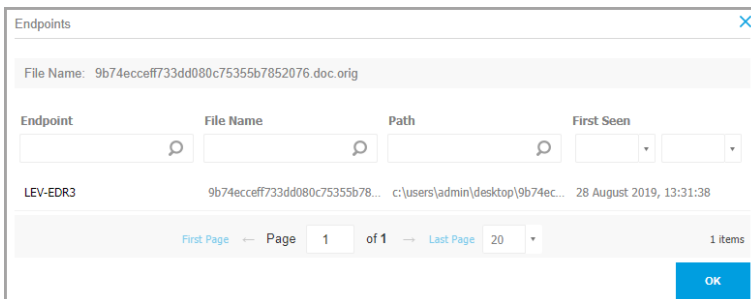 Endpoints
File Name: 9b74ecceff733dd080c75355b7852076.doc.orig
Endpoint File Name Path First Seen
LEV-EDR3 9b74ecceff733dd080c75355b78... c:\users\admin\desktop\9b74ec... 28 August 2019, 13:31:38
First Page ← Page 1 of 1 → Last Page 20 1 items
OK